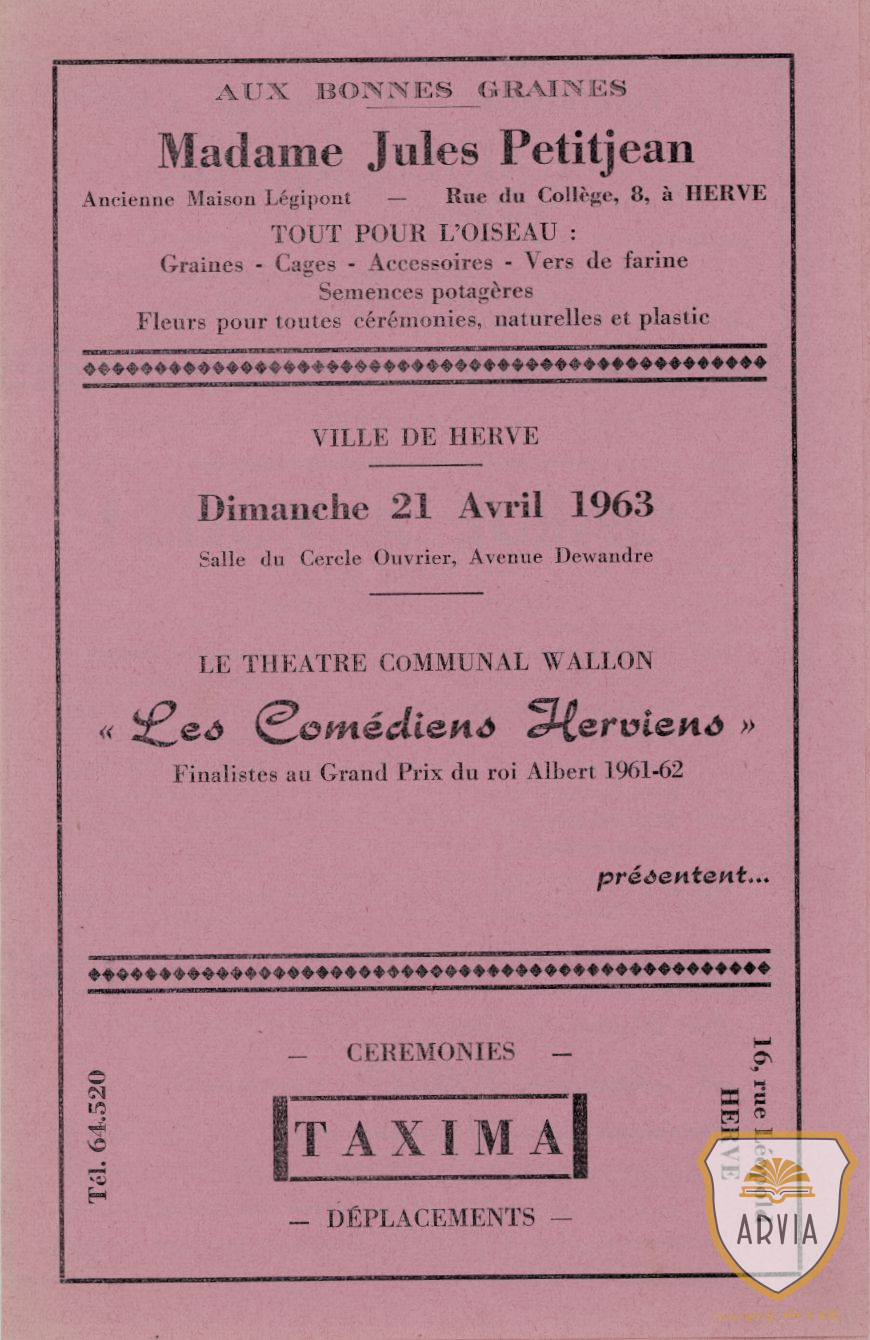 AUX BONNES GRAINES
Madame Jules Petitjean
Ancienne Maison Légipont — Rue du Collège, 8, à HERVE
TOUT POUR L'OISEAU :
Graines - Cages - Accessoires - Vers de farine
Semences potagères
Fleurs pour toutes cérémonies, naturelles et plastic
VILLE DE HERVE
Dimanche 21 Avril 1963
Salle du Cercle Ouvrier, Avenue Dewandre
LE THEATRE COMMUNAL WALLON
« Les Comédiens Herviens »
Finalistes au Grand Prix du roi Albert 1961-62
présentent...
Tél. 64.520
— CEREMONIES —
TAXIMA
— DÉPLACEMENTS —
16, rue Léopold
HERVE
ARVIA